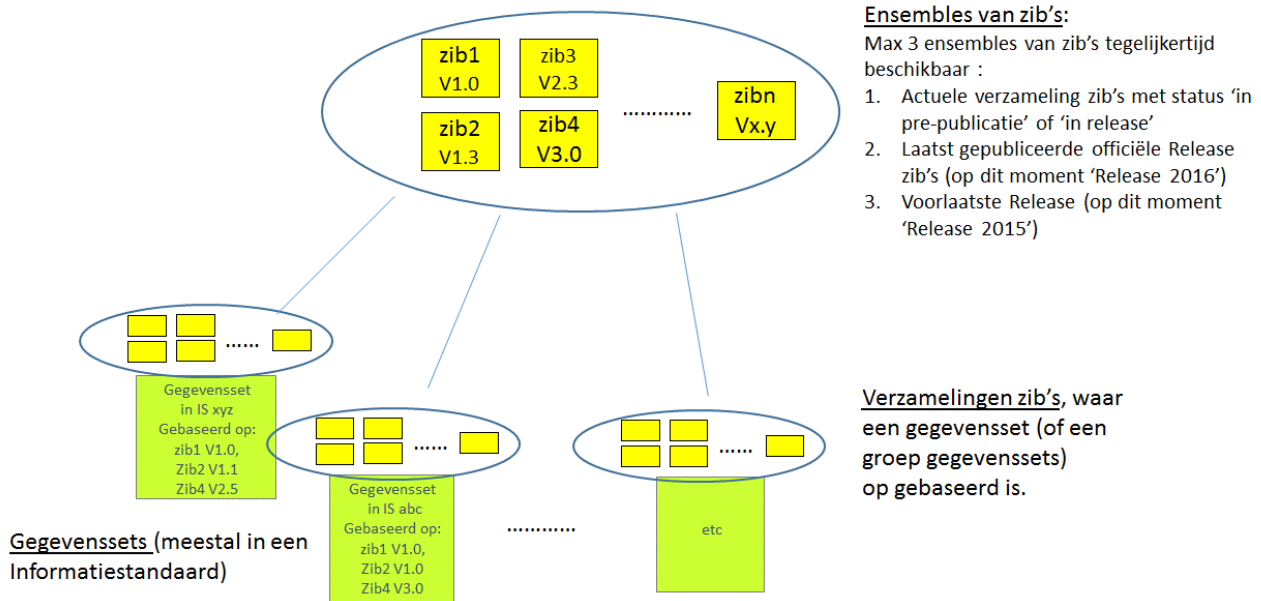 Ensembles van zib's:
Max 3 ensembles van zib's tegelijkertijd
beschikbaar :
1. Actuele verzameling zib's met status 'in
pre-publicatie' of 'in release'
2. Laatst gepubliceerde officiële Release
zib's (op dit moment 'Release 2016')
3. Voorlaatste Release (op dit moment
'Release 2015')
zib1
V1.0
zib3
V2.3
zib2
V1.3
zib4
V3.0
............
zibn
Vx.y
......
Gegevensset
in IS xyz
Gebaseerd op:
zib1 V1.0,
Zib2 V1.1
Zib4 V2.5
......
Gegevensset
in IS abc
Gebaseerd op:
zib1 V1.0,
Zib2 V1.0
Zib4 V3.0
............
......
etc
Verzamelingen zib's, waar
een gegevensset (of een
groep gegevenssets)
op gebaseerd is.
Gegevenssets (meestal in een
Informatiestandaard)